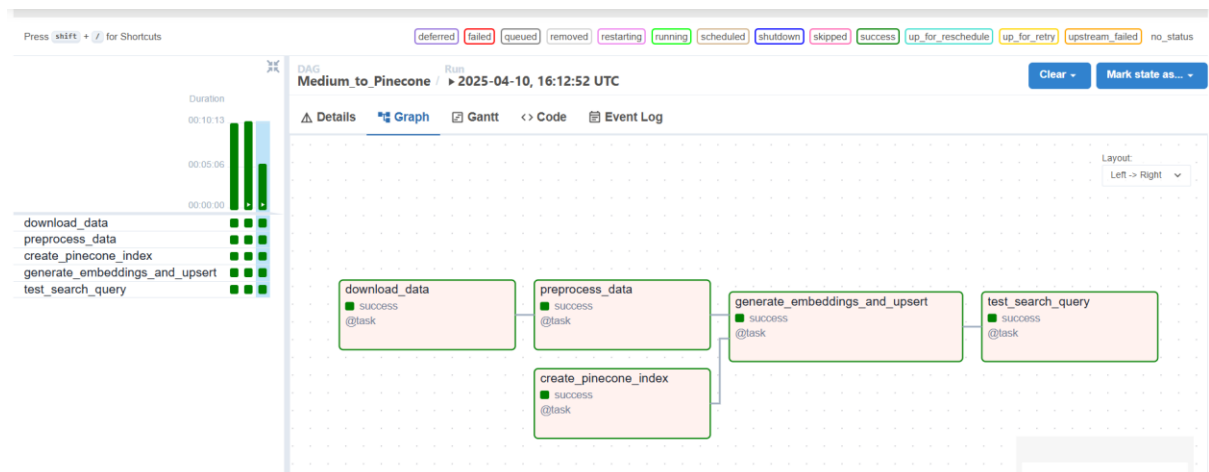 Press shift + / for Shortcuts
deferred failed queued removed restarting running scheduled shutdown skipped success up_for_reschedule up_for_retry upstream_failed no_status
DAG
Medium_to_Pinecone /
Run
2025-04-10, 16:12:52 UTC
Clear
Mark state as...
Details Graph Gantt <> Code Event Log
Duration
00:10:13
00:05:06
00:00:00
download_data
preprocess_data
create_pinecone_index
generate_embeddings_and_upsert
test_search_query
Layout:
Left -> Right
download_data
success
@task
preprocess_data
success
@task
create_pinecone_index
success
@task
generate_embeddings_and_upsert
success
@task
test_search_query
success
@task